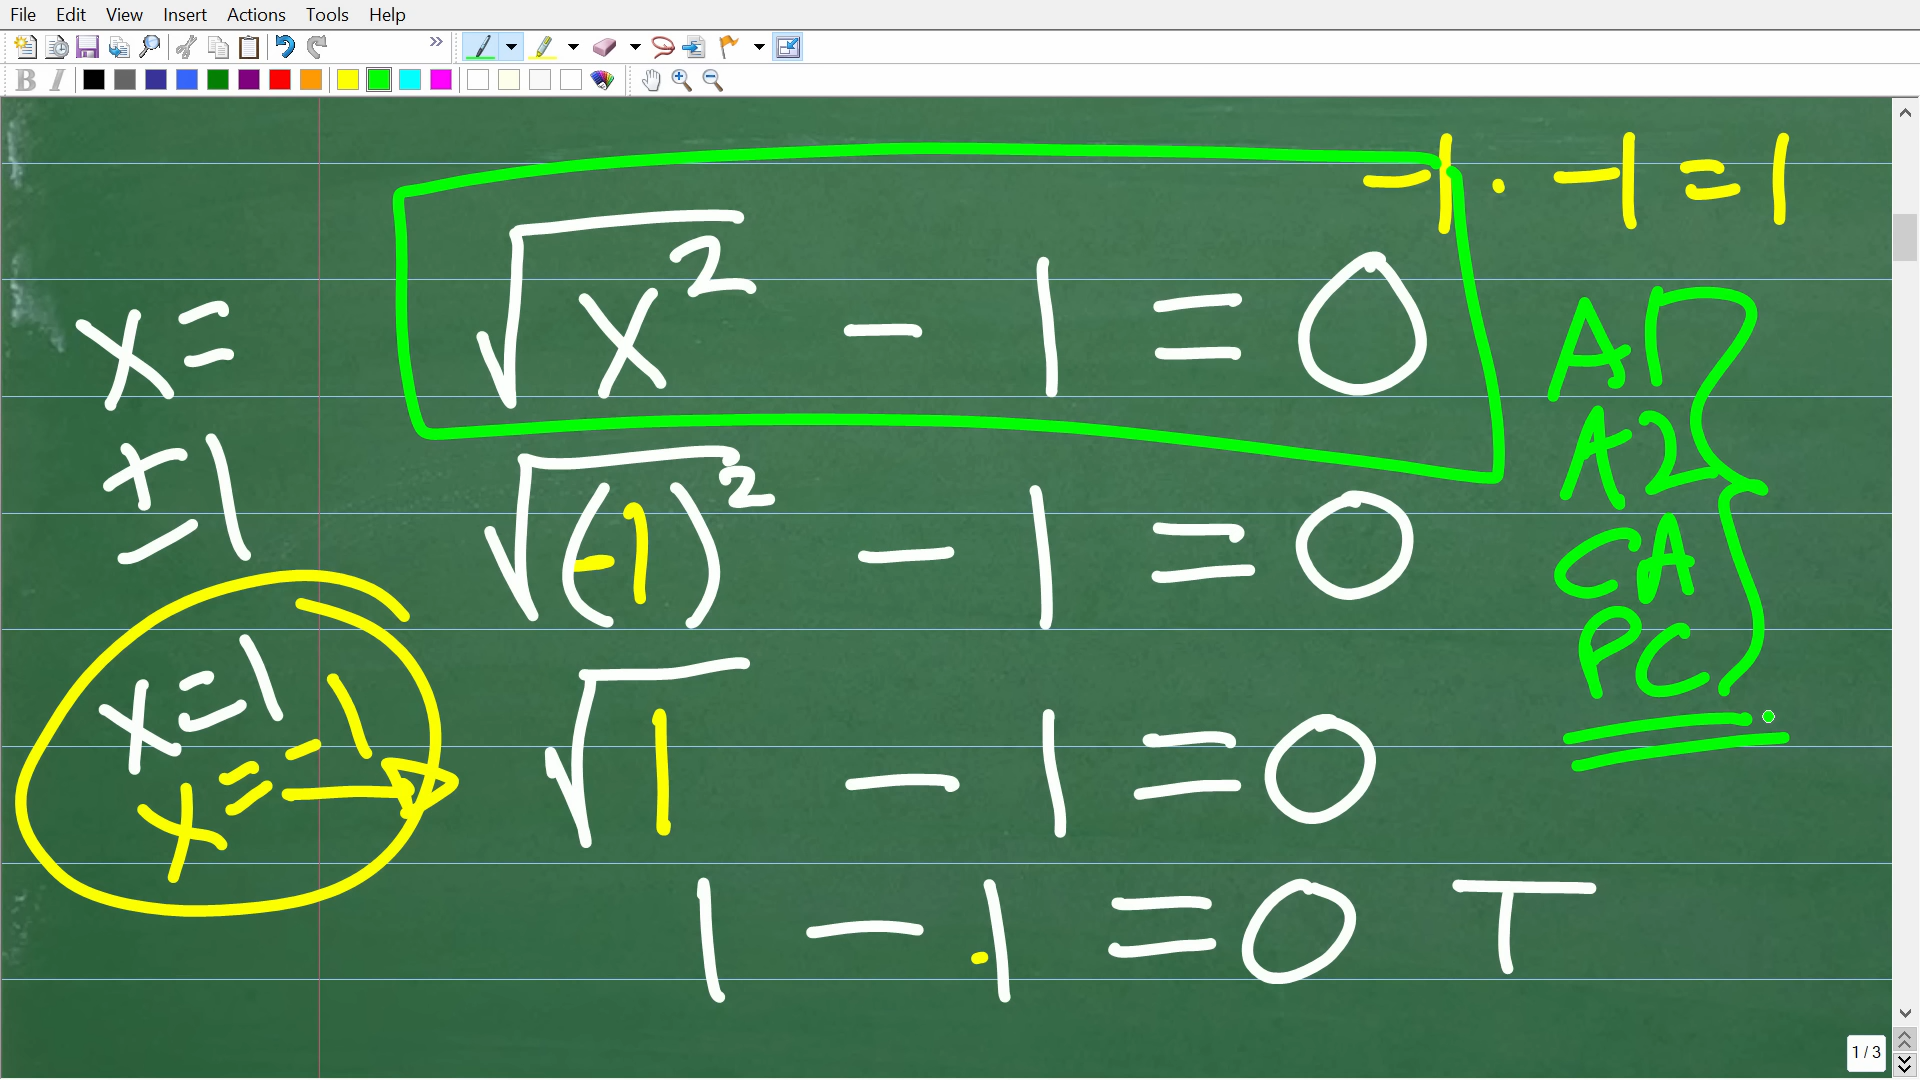 File Edit View Insert Actions Tools Help
B I
-1 · -1 = 1
√x² - 1 = 0
x =
± 1
√(-1)² - 1 = 0
x = 1
x = -1
√1 - 1 = 0
1 - 1 = 0 T
A1
A2
CA
PC
1 / 3